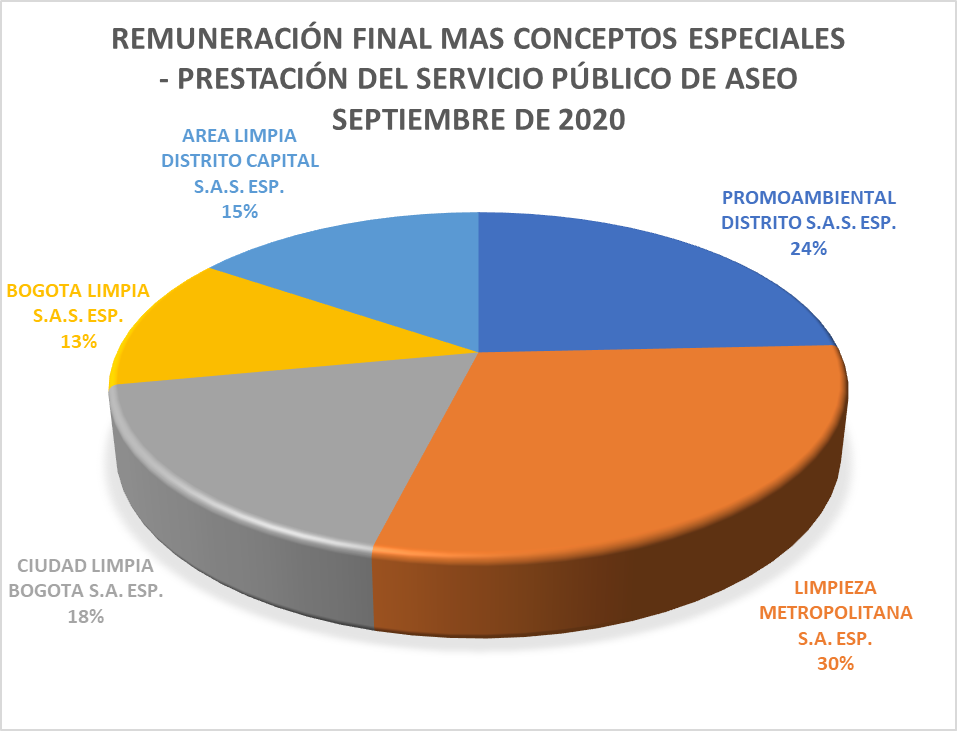 REMUNERACIÓN FINAL MAS CONCEPTOS ESPECIALES
- PRESTACIÓN DEL SERVICIO PÚBLICO DE ASEO
SEPTIEMBRE DE 2020
AREA LIMPIA
DISTRITO CAPITAL
S.A.S. ESP.
15%
PROMOAMBIENTAL
DISTRITO S.A.S. ESP.
24%
BOGOTA LIMPIA
S.A.S. ESP.
13%
CIUDAD LIMPIA
BOGOTA S.A. ESP.
18%
LIMPIEZA
METROPOLITANA
S.A. ESP.
30%